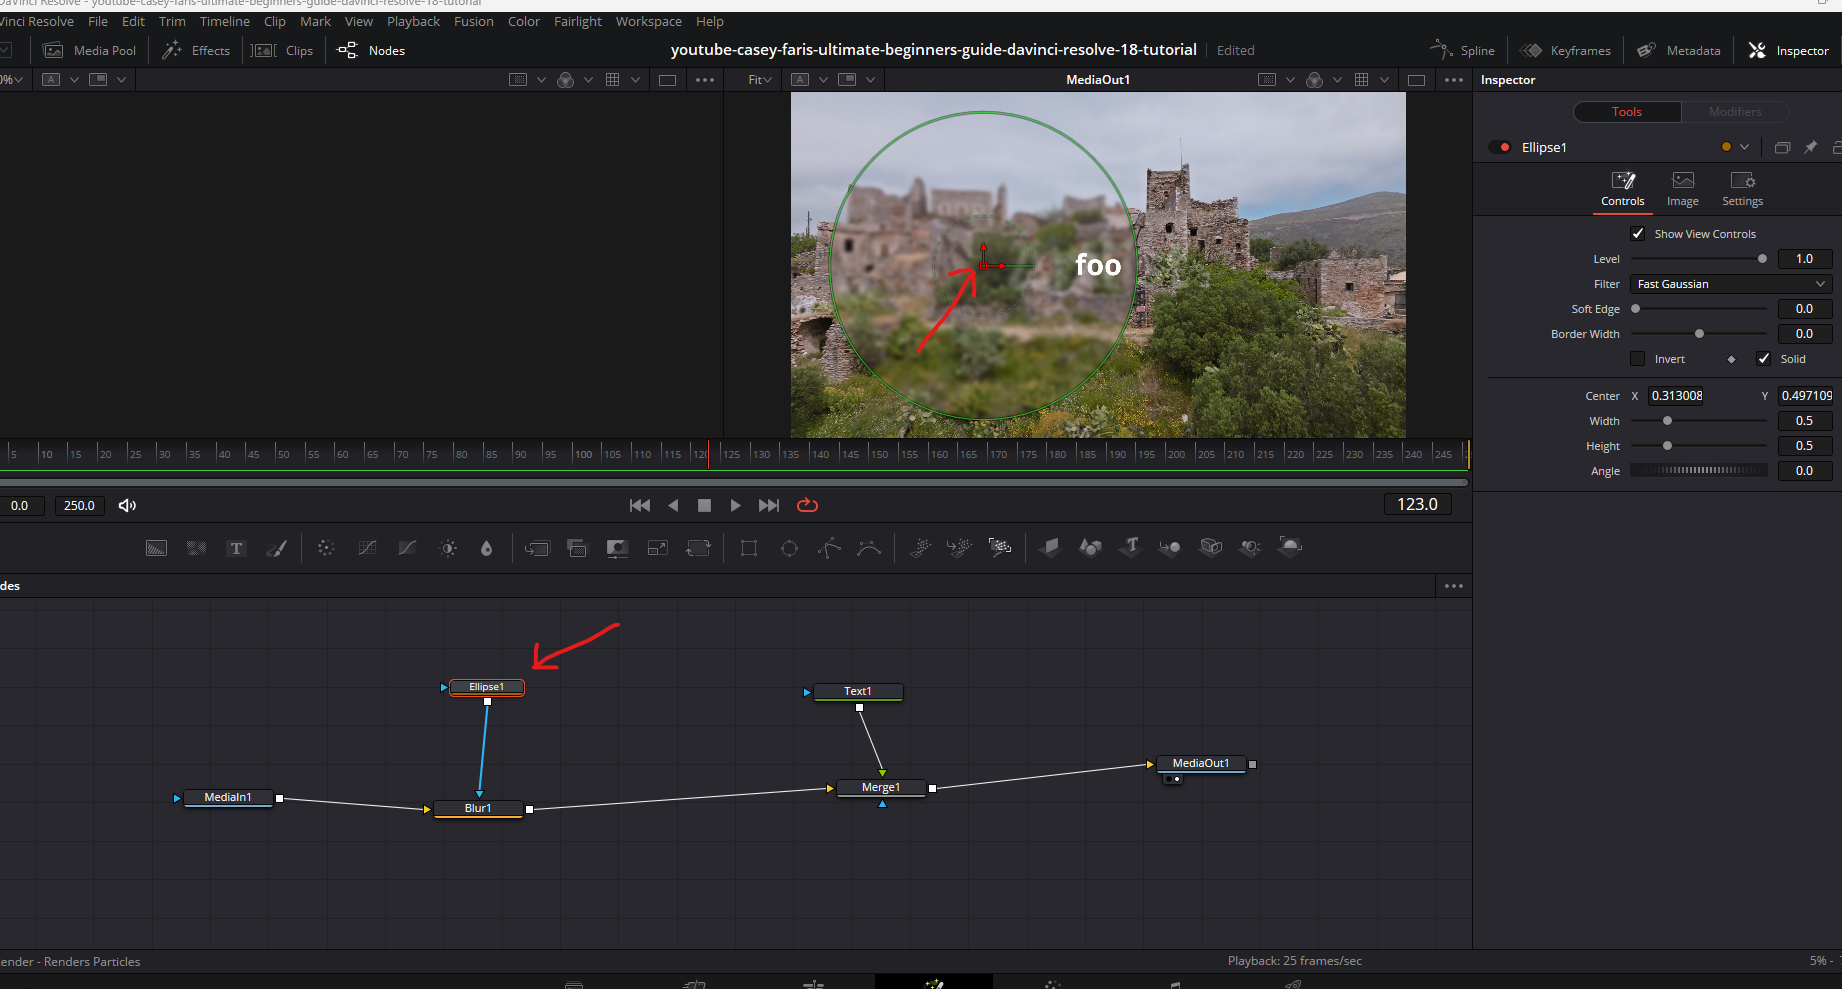 DaVinci Resolve - youtube-casey-faris-ultimate-beginners-guide-davinci-resolve-18-tutorial
Vinci Resolve File Edit Trim Timeline Clip Mark View Playback Fusion Color Fairlight Workspace Help
Media Pool Effects Clips Nodes youtube-casey-faris-ultimate-beginners-guide-davinci-resolve-18-tutorial Edited Spline Keyframes Metadata Inspector
0% A Fit A MediaOut1 Inspector
Tools Modifiers
Ellipse1
Controls Image Settings
Show View Controls
Level 1.0
foo
Filter Fast Gaussian
Soft Edge 0.0
Border Width 0.0
Invert Solid
Center X 0.313008 Y 0.497109
Width 0.5
Height 0.5
Angle 0.0
5 10 15 20 25 30 35 40 45 50 55 60 65 70 75 80 85 90 95 100 105 110 115 120 125 130 135 140 145 150 155 160 165 170 175 180 185 190 195 200 205 210 215 220 225 230 235 240 245
0.0 250.0 123.0
T T
des
Ellipse1
Text1
MediaOut1
Merge1
MediaIn1
Blur1
ender - Renders Particles Playback: 25 frames/sec 5% -